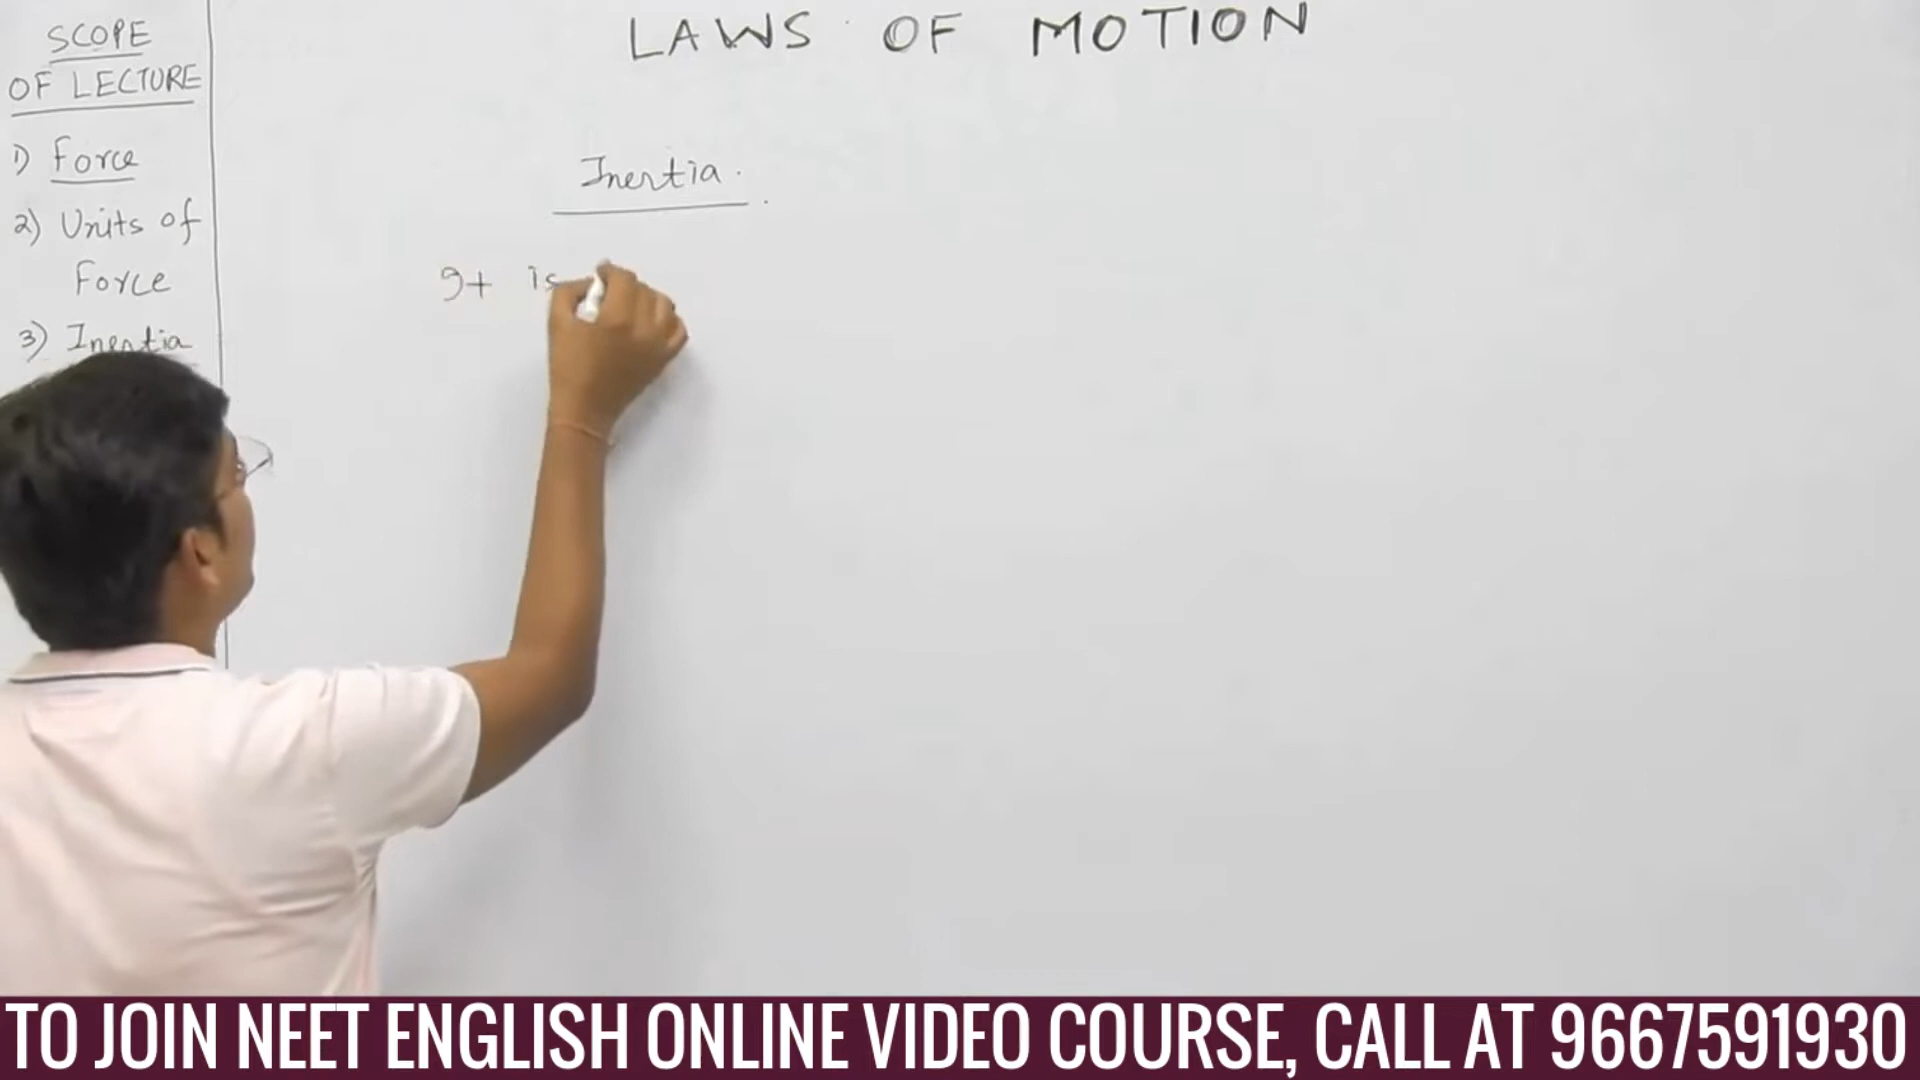 SCOPE
OF LECTURE
1) Force
2) Units of
Force
3) Inertia
LAWS OF MOTION
Inertia.
It is
TO JOIN NEET ENGLISH ONLINE VIDEO COURSE, CALL AT 9667591930